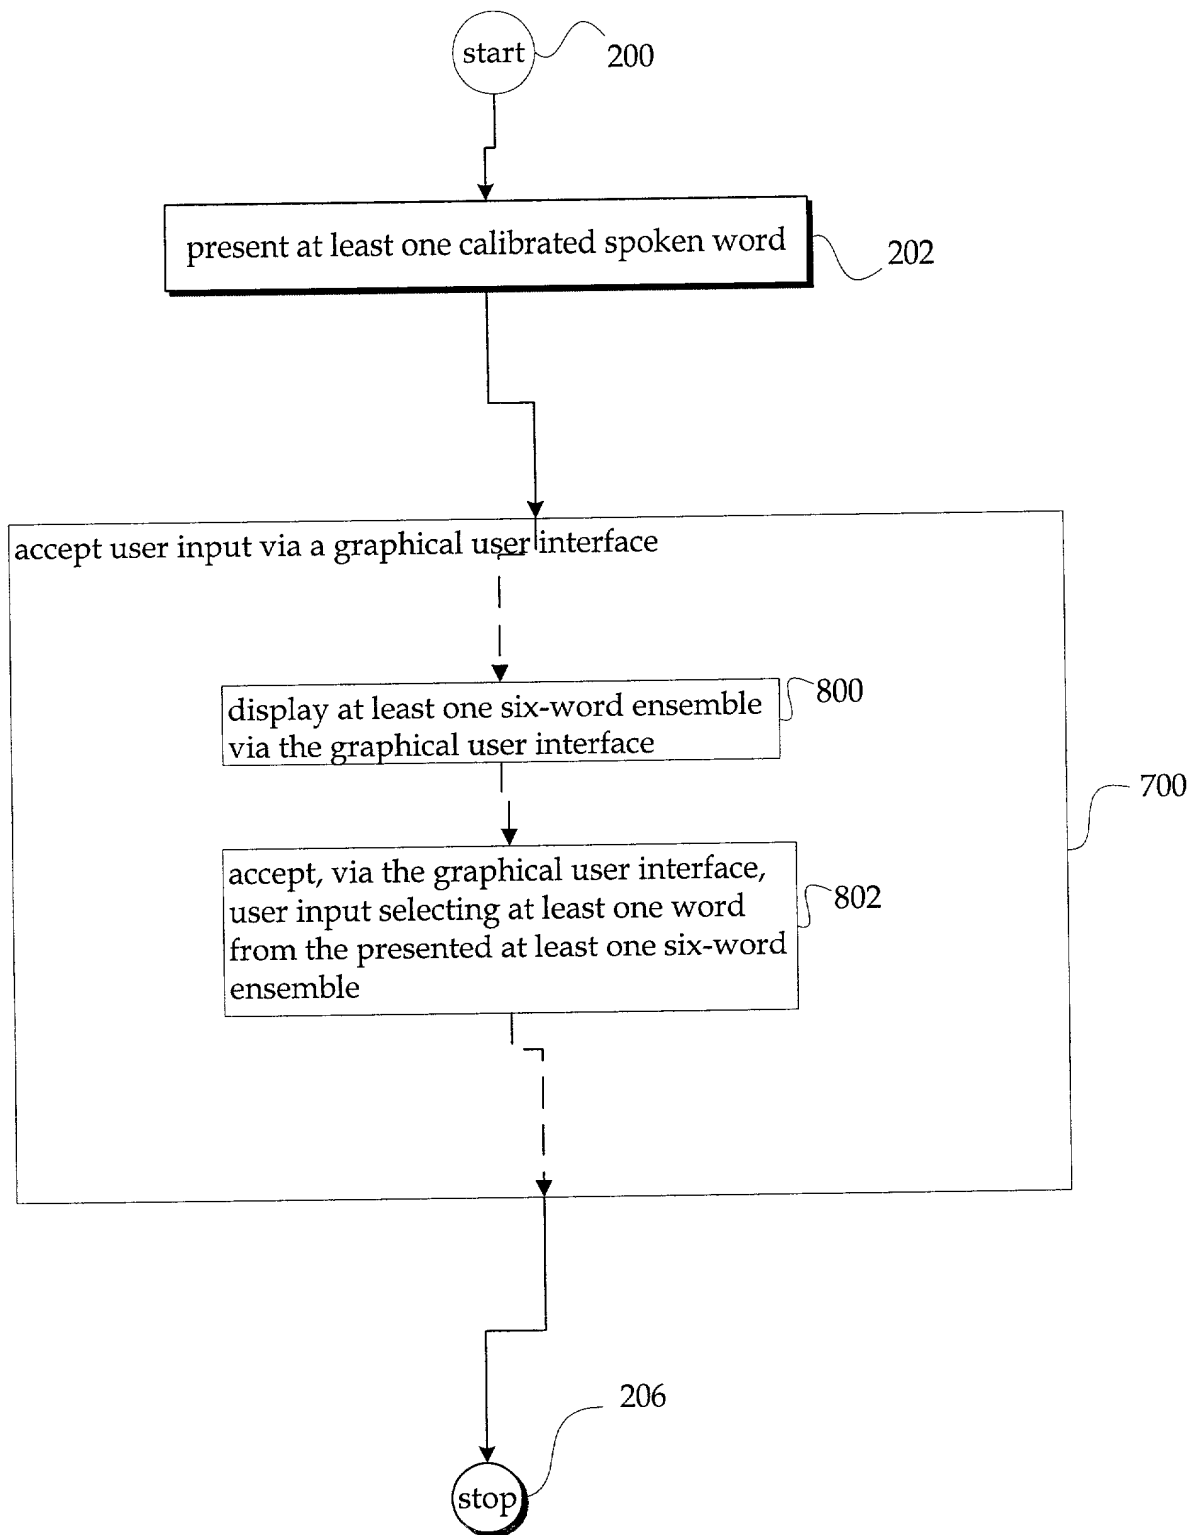 start
200
present at least one calibrated spoken word
202
accept user input via a graphical user interface
display at least one six-word ensemble
via the graphical user interface
800
700
accept, via the graphical user interface,
user input selecting at least one word
from the presented at least one six-word
ensemble
802
206
stop